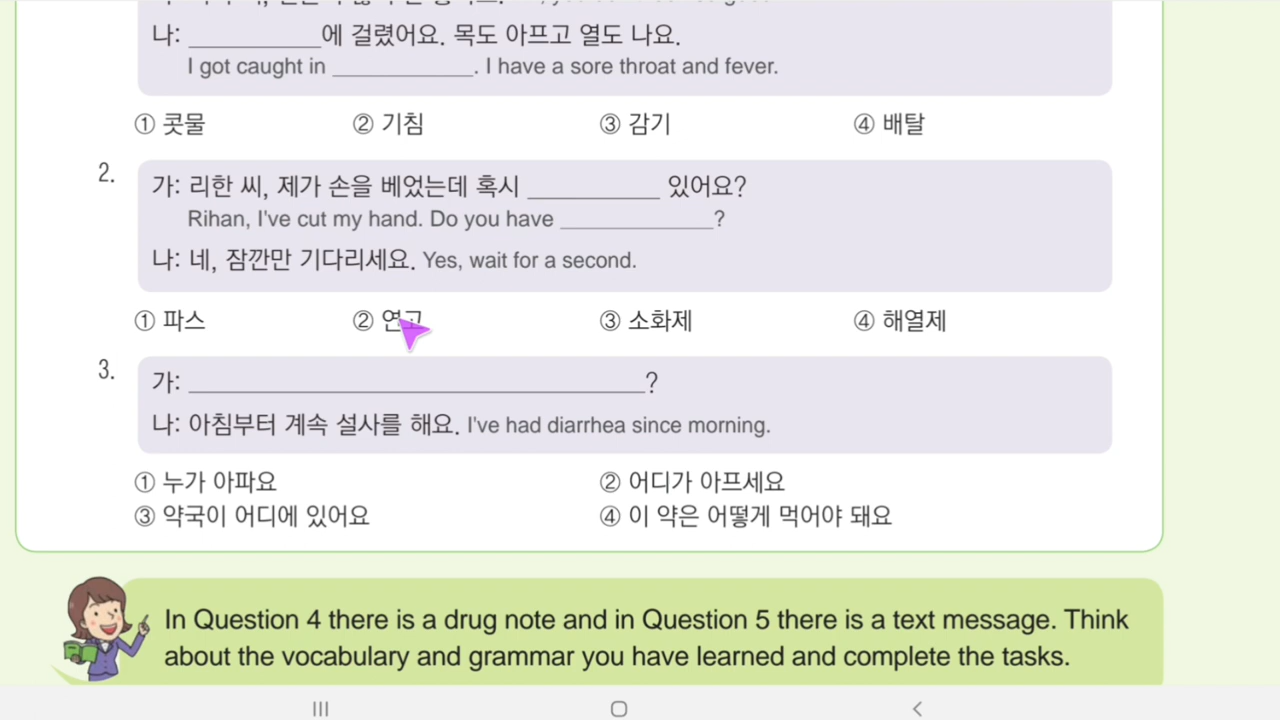 나: ___________에 걸렸어요. 목도 아프고 열도 나요.
I got caught in ____________. I have a sore throat and fever.
① 콧물 ② 기침 ③ 감기 ④ 배탈
2.
가: 리한 씨, 제가 손을 베었는데 혹시 ___________ 있어요?
Rihan, I've cut my hand. Do you have _____________?
나: 네, 잠깐만 기다리세요. Yes, wait for a second.
① 파스 ② 연고 ③ 소화제 ④ 해열제
3.
가: ______________________________________?
나: 아침부터 계속 설사를 해요. I've had diarrhea since morning.
① 누가 아파요 ② 어디가 아프세요
③ 약국이 어디에 있어요 ④ 이 약은 어떻게 먹어야 돼요
In Question 4 there is a drug note and in Question 5 there is a text message. Think
about the vocabulary and grammar you have learned and complete the tasks.